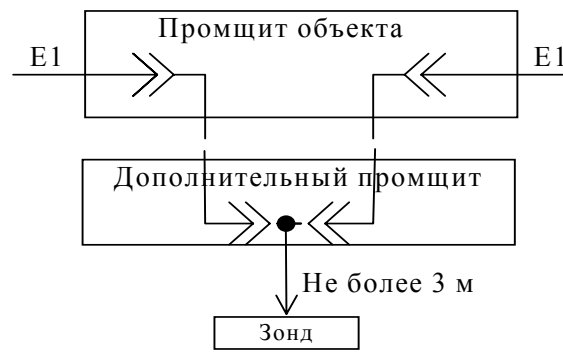 Промщит объекта
E1
E1
Дополнительный промщит
Не более 3 м
Зонд